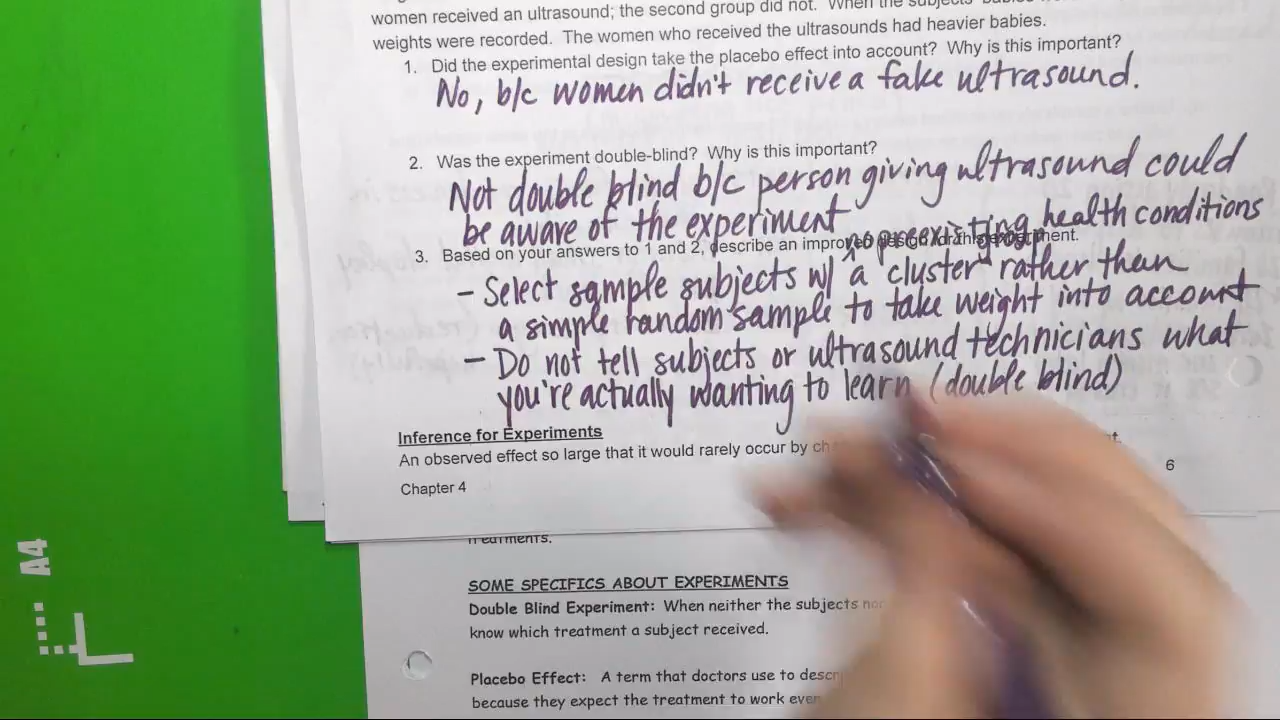 women received an ultrasound; the second group did not. When the subjects' babies
weights were recorded. The women who received the ultrasounds had heavier babies.
1. Did the experimental design take the placebo effect into account? Why is this important?
No, b/c women didn't receive a fake ultrasound.
2. Was the experiment double-blind? Why is this important?
Not double blind b/c person giving ultrasound could
be aware of the experiment
no preexisting health conditions
3. Based on your answers to 1 and 2, describe an improved design for this experiment.
- Select sample subjects w/ a "cluster" rather than
a simple random sample to take weight into account
- Do not tell subjects or ultrasound technicians what
you're actually wanting to learn (double blind)
Inference for Experiments
An observed effect so large that it would rarely occur by
Chapter 4
6
Treatments.
SOME SPECIFICS ABOUT EXPERIMENTS
Double Blind Experiment: When neither the subjects
know which treatment a subject received.
Placebo Effect: A term that doctors use to
because they expect the treatment to work
A4